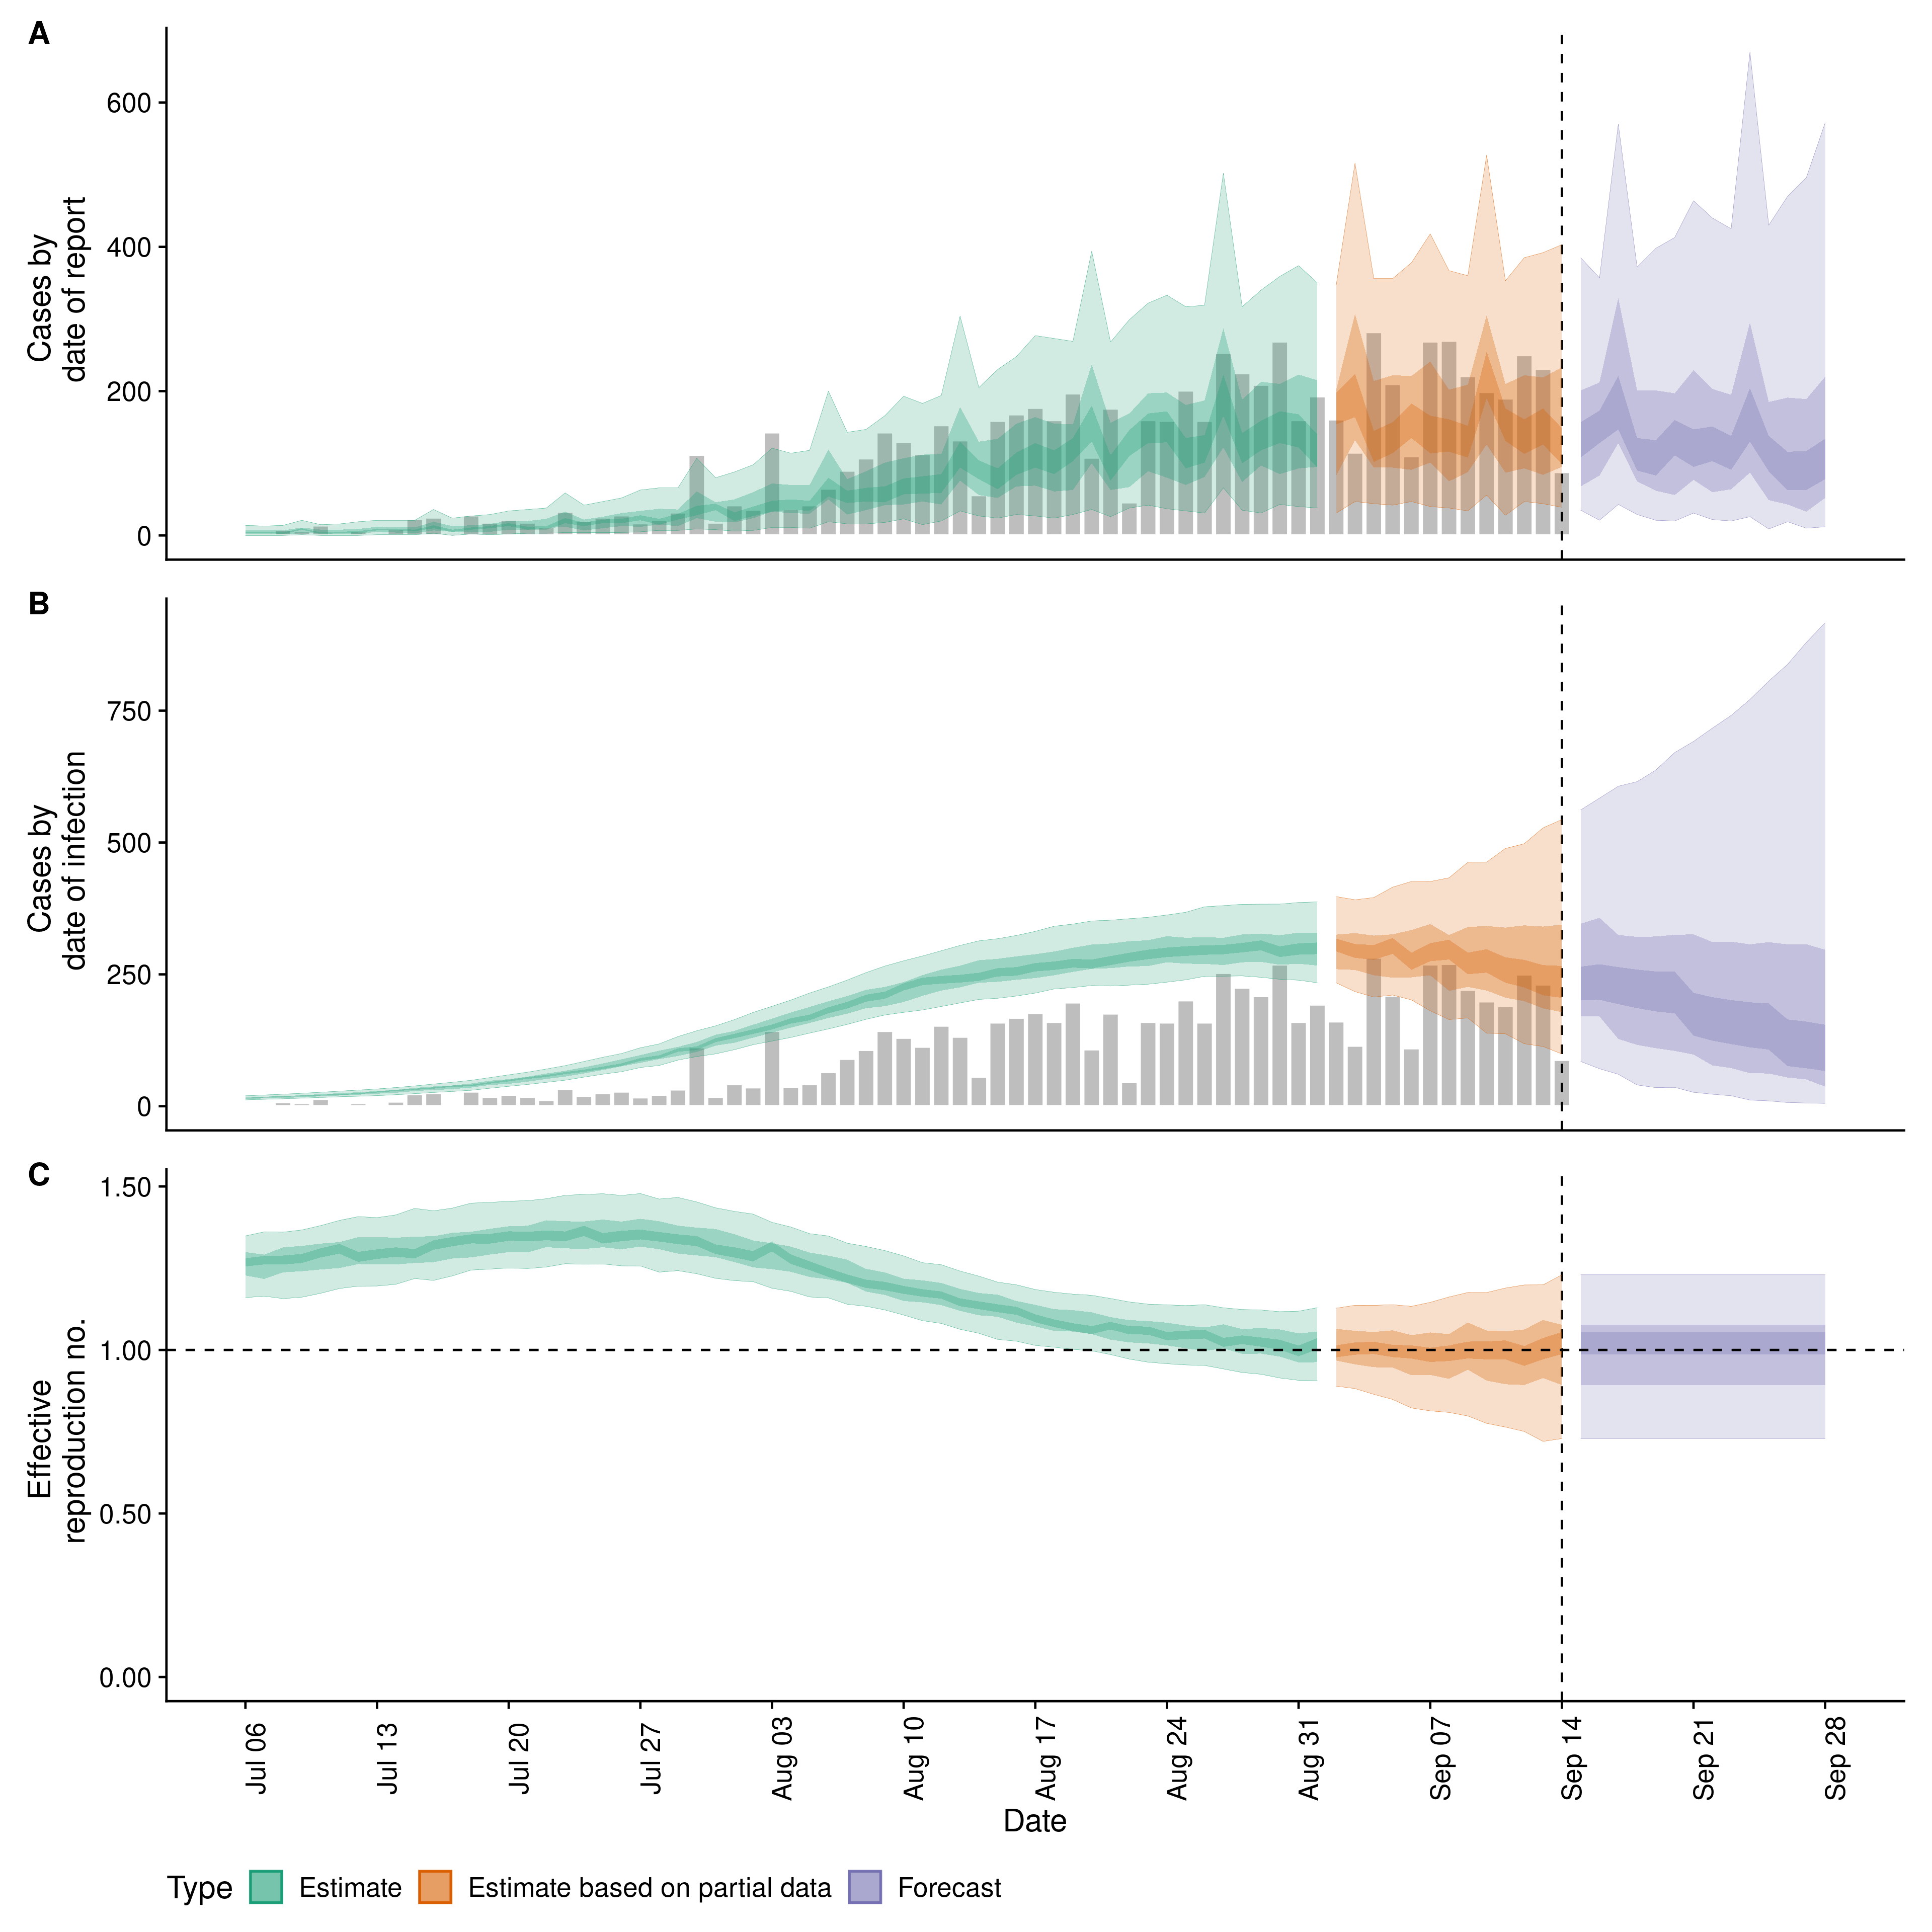 A
Cases by
date of report
600
400
200
0
B
Cases by
date of infection
750
500
250
0
C
Effective
reproduction no.
1.50
1.00
0.50
0.00
Jul 06
Jul 13
Jul 20
Jul 27
Aug 03
Aug 10
Aug 17
Aug 24
Aug 31
Sep 07
Sep 14
Sep 21
Sep 28
Date
Type Estimate Estimate based on partial data Forecast